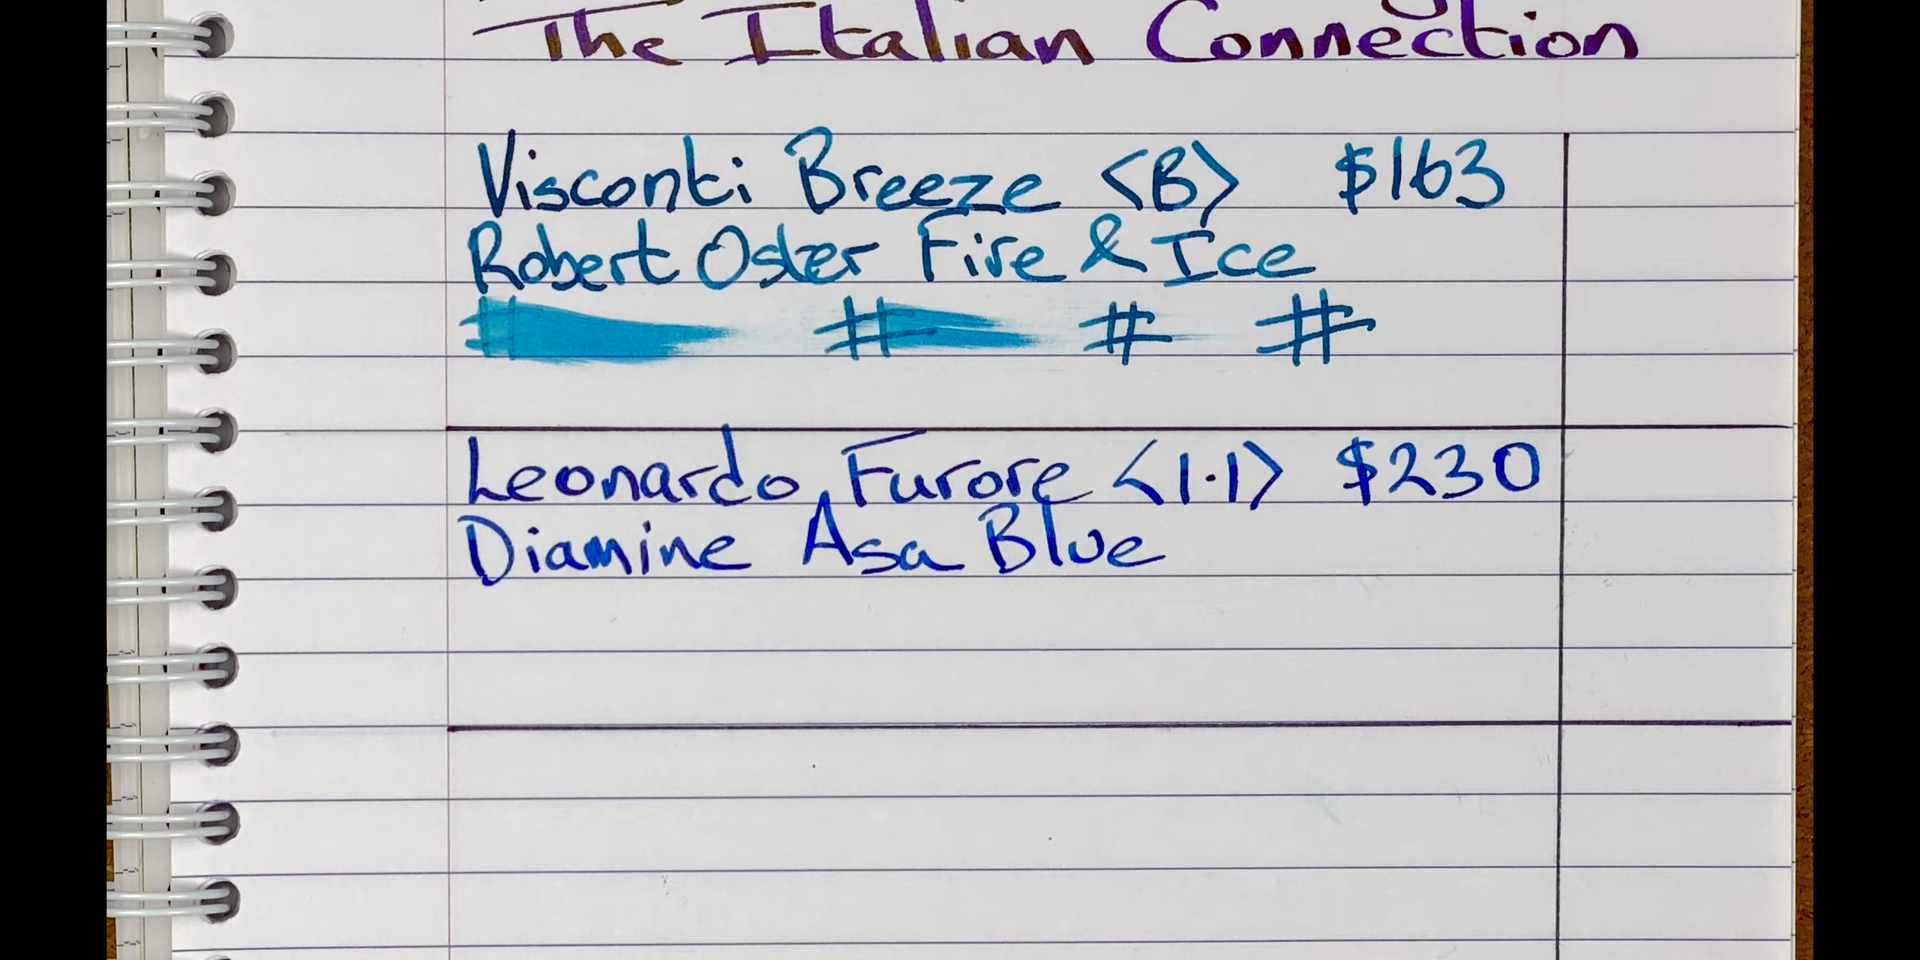 The Italian Connection
Visconti Breeze <B> $163
Robert Oster Fire & Ice
# # # #
Leonardo Furore <1.1> $230
Diamine Asa Blue